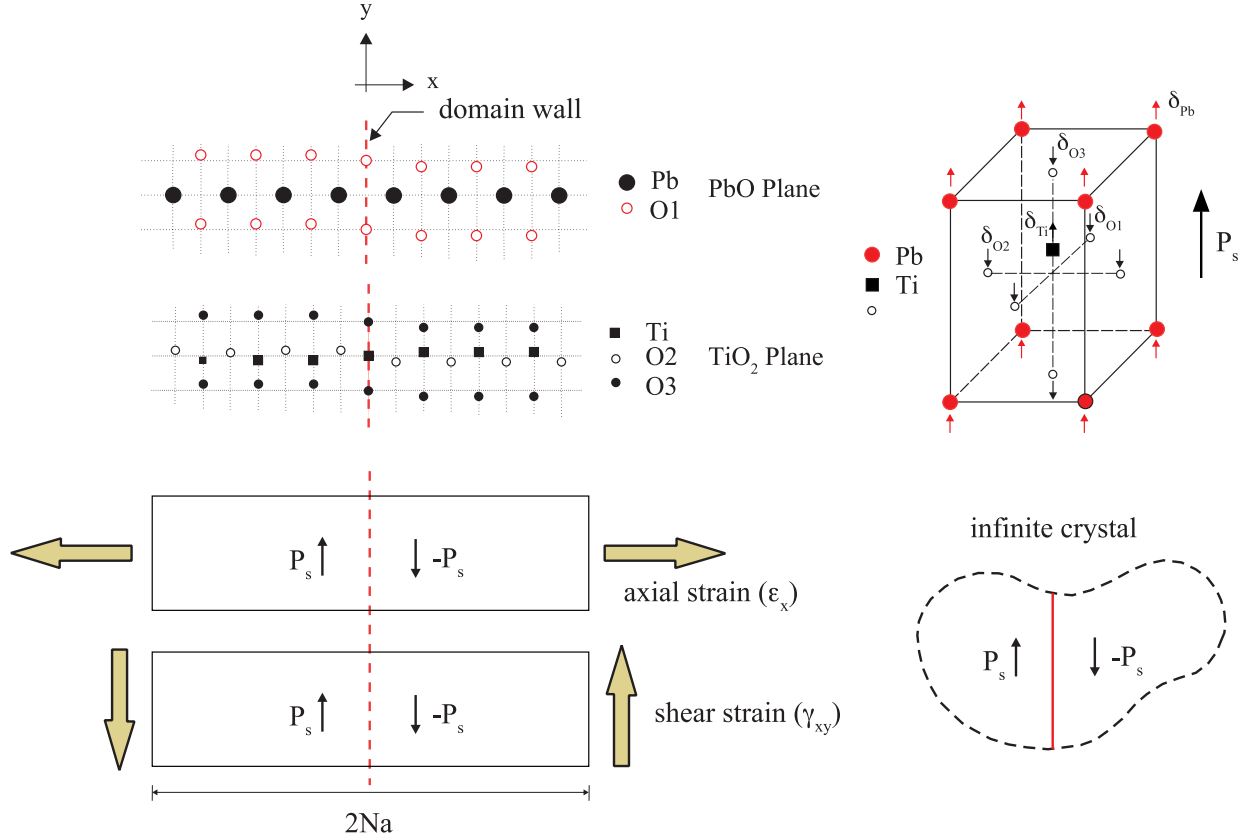 y
x
domain wall
Pb PbO Plane
O1
Ti
O2 TiO₂ Plane
O3
δPb
δO3
δTi δO1
δO2
Pb
Ti
Ps
Ps -Ps
axial strain (εx)
Ps -Ps
shear strain (γxy)
2Na
infinite crystal
Ps -Ps